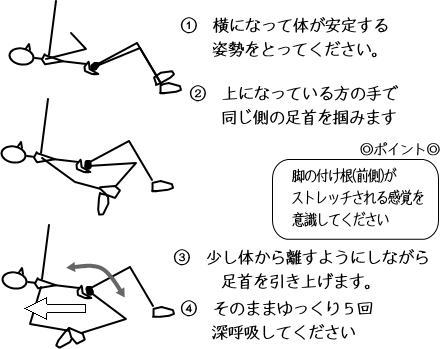 ① 横になって体が安定する
姿勢をとってください。
② 上になっている方の手で
同じ側の足首を掴みます
◎ポイント◎
脚の付け根(前側)が
ストレッチされる感覚を
意識してください
③ 少し体から離すようにしながら
足首を引き上げます。
④ そのままゆっくり５回
深呼吸してください